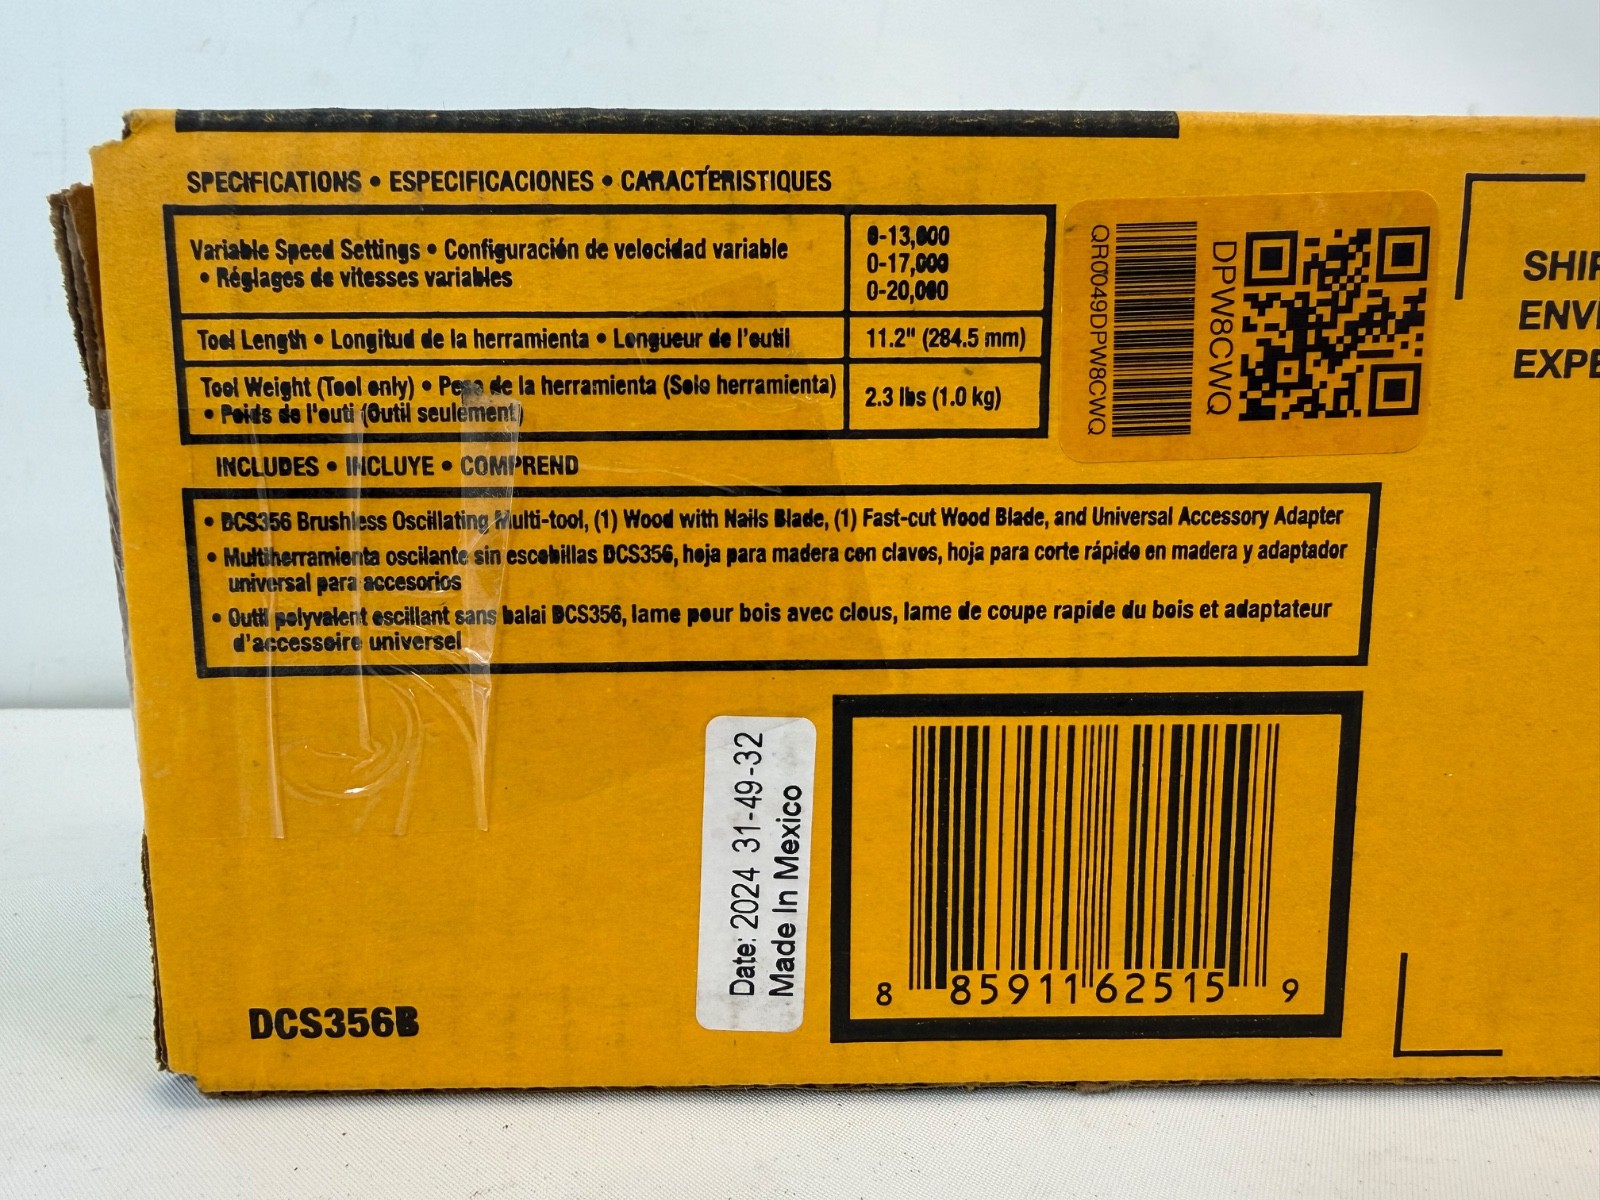 SPECIFICATIONS • ESPECIFICACIONES • CARACTÉRISTIQUES
Variable Speed Settings • Configuración de velocidad variable
• Réglages de vitesses variables
0-13,000
0-17,000
0-20,000
Tool Length • Longitud de la herramienta • Longueur de l'outil
11.2" (284.5 mm)
Tool Weight (Tool only) • Peso de la herramienta (Solo herramienta)
• Poids de l'outi (Outil seulement)
2.3 lbs (1.0 kg)
QR0049DPW8CWQ
DPW8CWQ
INCLUDES • INCLUYE • COMPREND
• DCS356 Brushless Oscillating Multi-tool, (1) Wood with Nails Blade, (1) Fast-cut Wood Blade, and Universal Accessory Adapter
• Multiherramienta oscilante sin escobillas DCS356, hoja para madera con clavos, hoja para corte rápido en madera y adaptador
universal para accesorios
• Outil polyvalent oscillant sans balai DCS356, lame pour bois avec clous, lame de coupe rapide du bois et adaptateur
d'accessoire universel
Date: 2024 31-49-32
Made In Mexico
8 85911 62515 9
DCS356B
SHIP
ENVI
EXPE